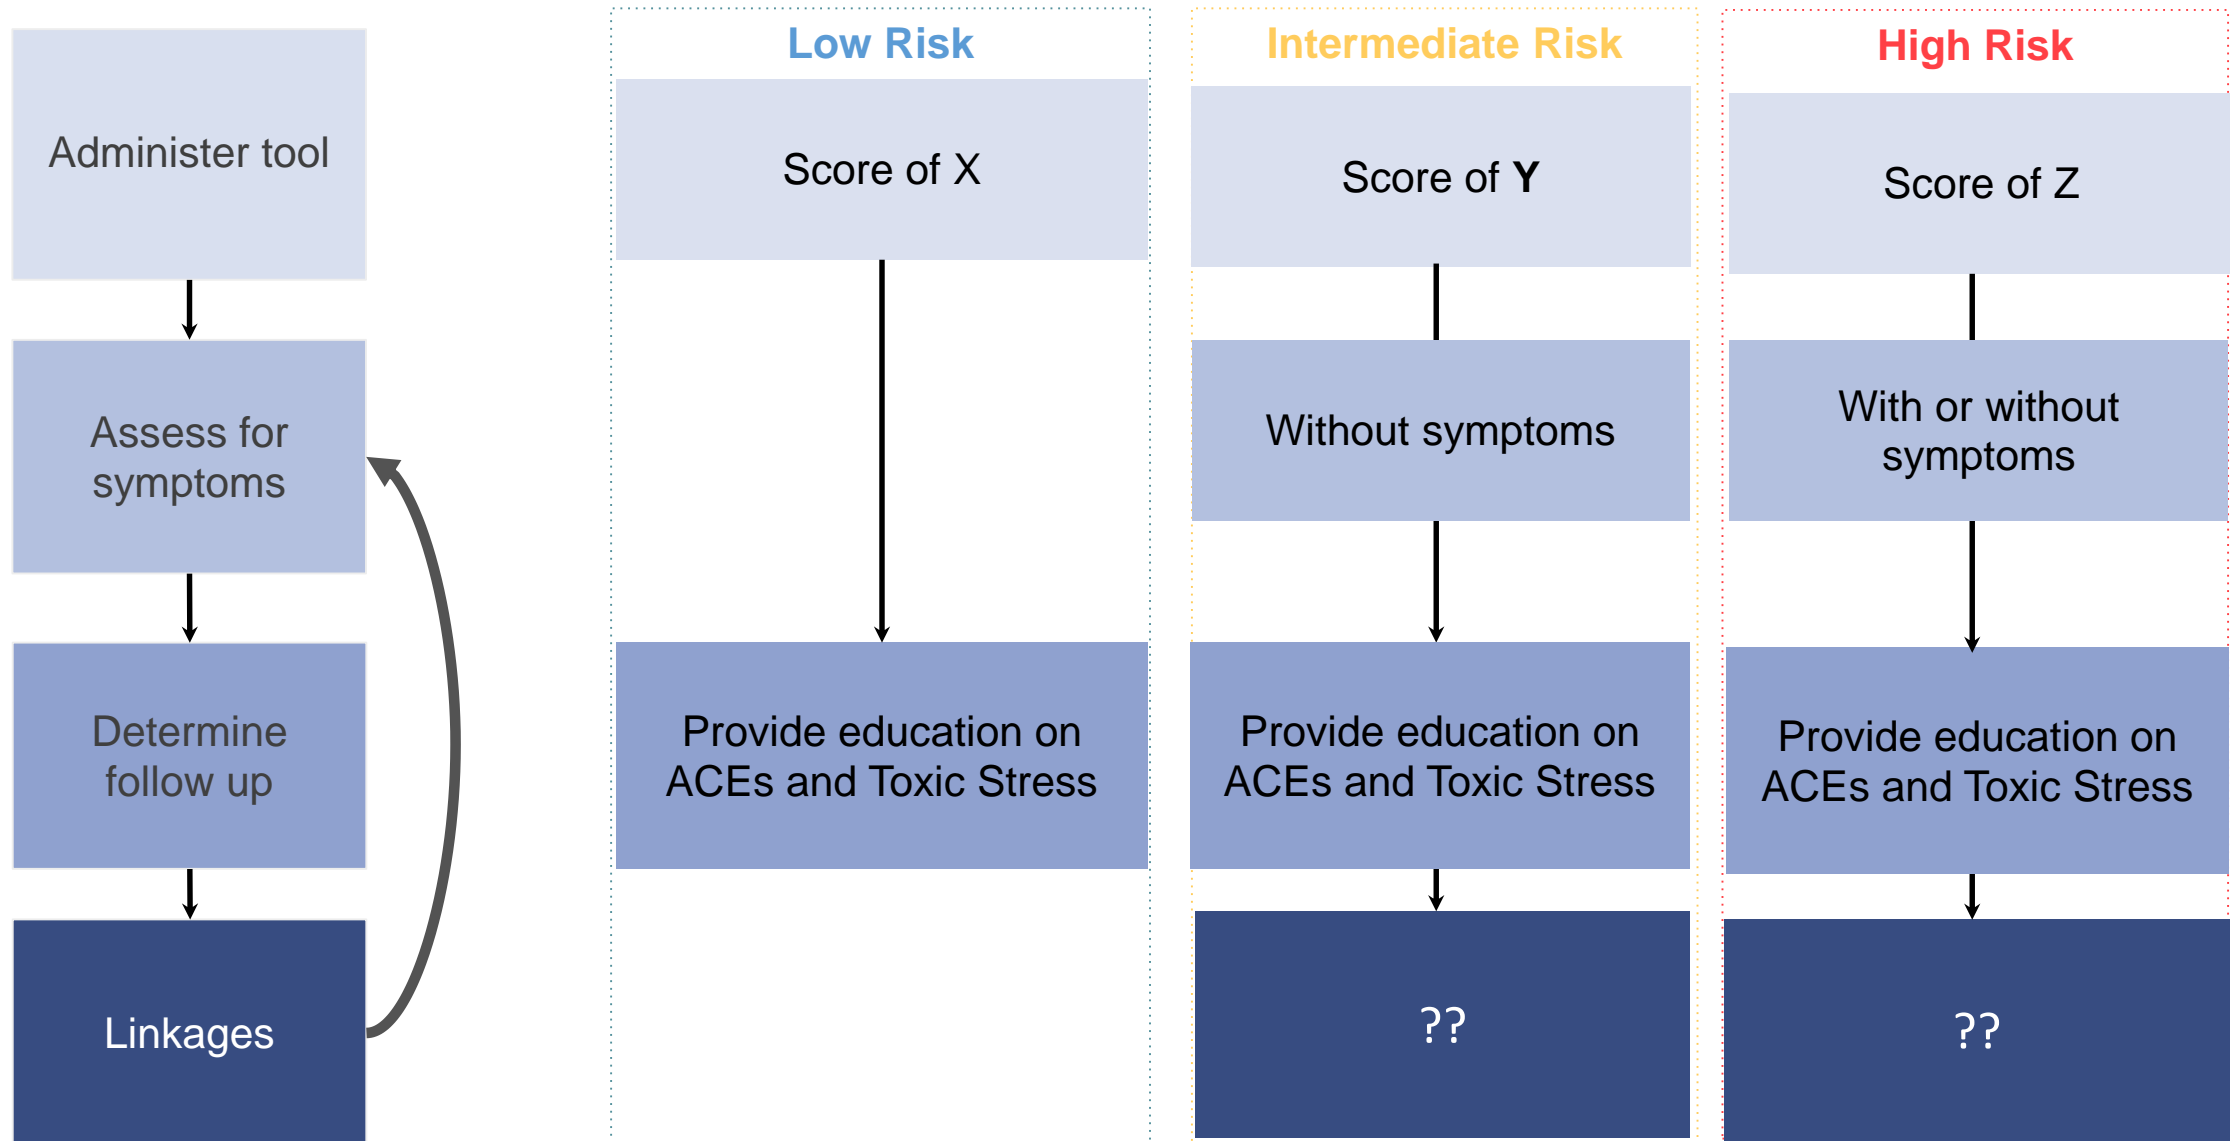 Administer tool
Assess for
symptoms
Determine
follow up
Linkages
Low Risk
Score of X
Provide education on
ACEs and Toxic Stress
Intermediate Risk
Score of Y
Without symptoms
Provide education on
ACEs and Toxic Stress
??
High Risk
Score of Z
With or without
symptoms
Provide education on
ACEs and Toxic Stress
??